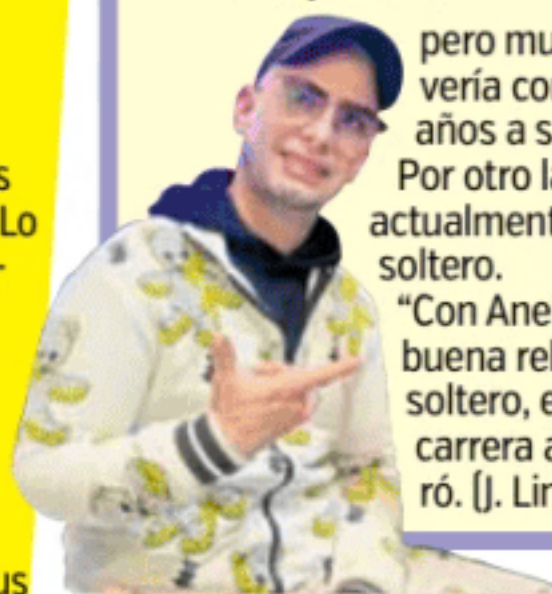 s
Lo
-
us
pero mu
vería co
años a s
Por otro la
actualment
soltero.
“Con Ane
buena rel
soltero, e
carrera a
ró. (J. Lin